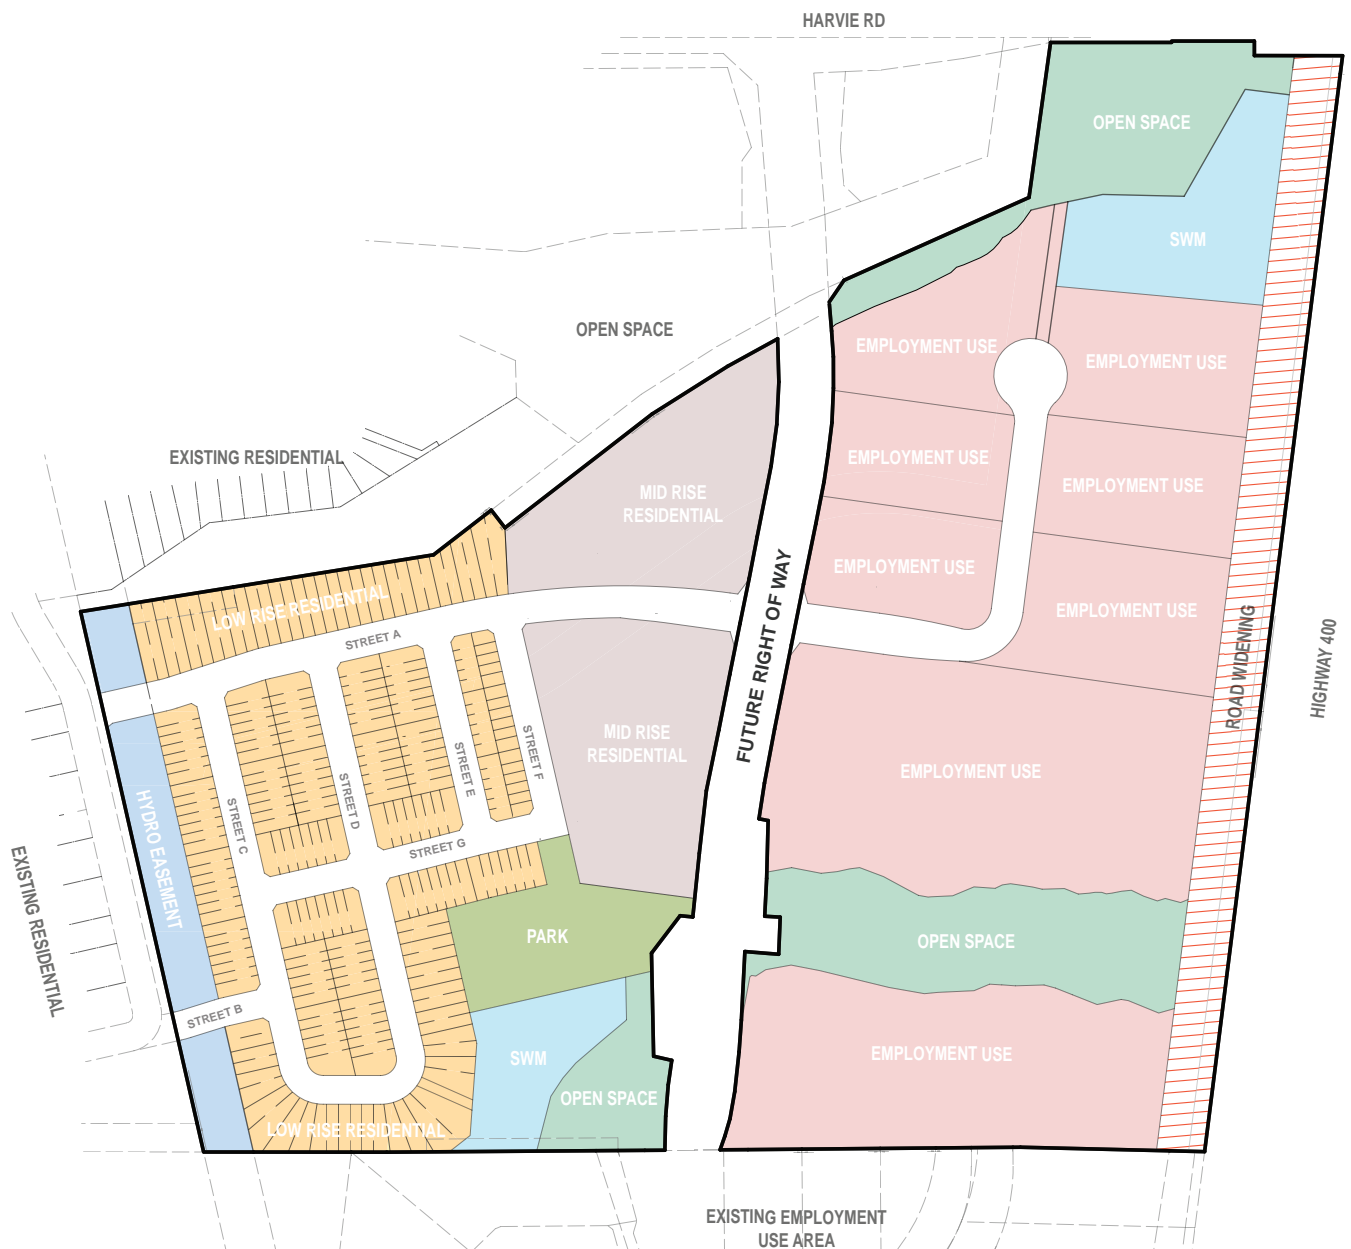 HARVIE RD
OPEN SPACE
SWM
OPEN SPACE
EMPLOYMENT USE
EMPLOYMENT USE
EXISTING RESIDENTIAL
EMPLOYMENT USE
EMPLOYMENT USE
MID RISE
RESIDENTIAL
EMPLOYMENT USE
EMPLOYMENT USE
LOW RISE RESIDENTIAL
STREET A
FUTURE RIGHT OF WAY
ROAD WIDENING
HIGHWAY 400
MID RISE
RESIDENTIAL
STREET F
STREET E
STREET D
STREET C
EMPLOYMENT USE
STREET G
HYDRO EASEMENT
EXISTING RESIDENTIAL
PARK
OPEN SPACE
STREET B
SWM
EMPLOYMENT USE
OPEN SPACE
LOW RISE RESIDENTIAL
EXISTING EMPLOYMENT
USE AREA